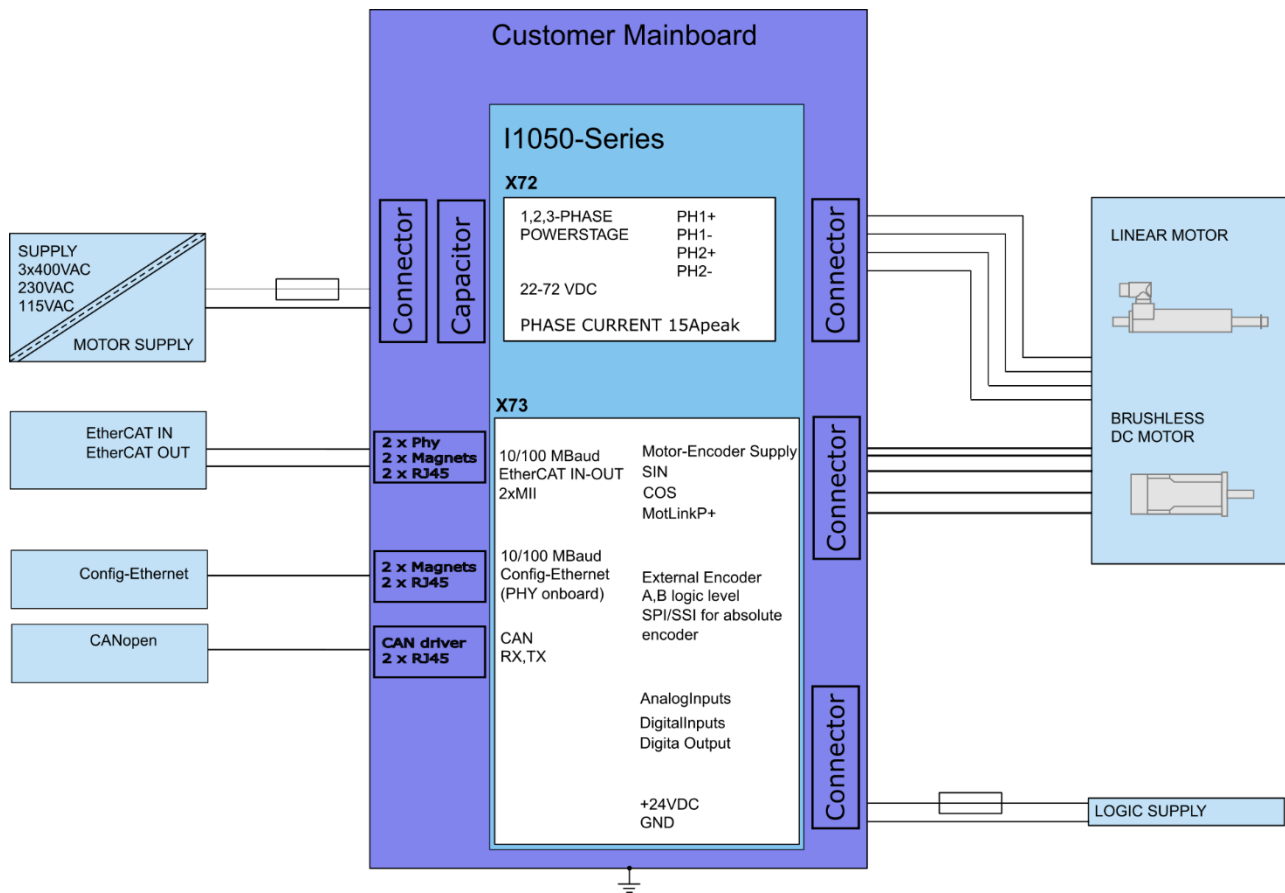 Customer Mainboard
I1050-Series
X72
1,2,3-PHASE
POWERSTAGE
22-72 VDC
PHASE CURRENT 15Apeak
PH1+
PH1-
PH2+
PH2-
Connector
Capacitor
Connector
SUPPLY
3x400VAC
230VAC
115VAC
MOTOR SUPPLY
LINEAR MOTOR
BRUSHLESS
DC MOTOR
X73
EtherCAT IN
EtherCAT OUT
2 x Phy
2 x Magnets
2 x RJ45
10/100 MBaud
EtherCAT IN-OUT
2xMII
Motor-Encoder Supply
SIN
COS
MotLinkP+
Connector
Config-Ethernet
2 x Magnets
2 x RJ45
10/100 MBaud
Config-Ethernet
(PHY onboard)
External Encoder
A,B logic level
SPI/SSI for absolute
encoder
CANopen
CAN driver
2 x RJ45
CAN
RX,TX
AnalogInputs
DigitalInputs
Digita Output
Connector
+24VDC
GND
LOGIC SUPPLY